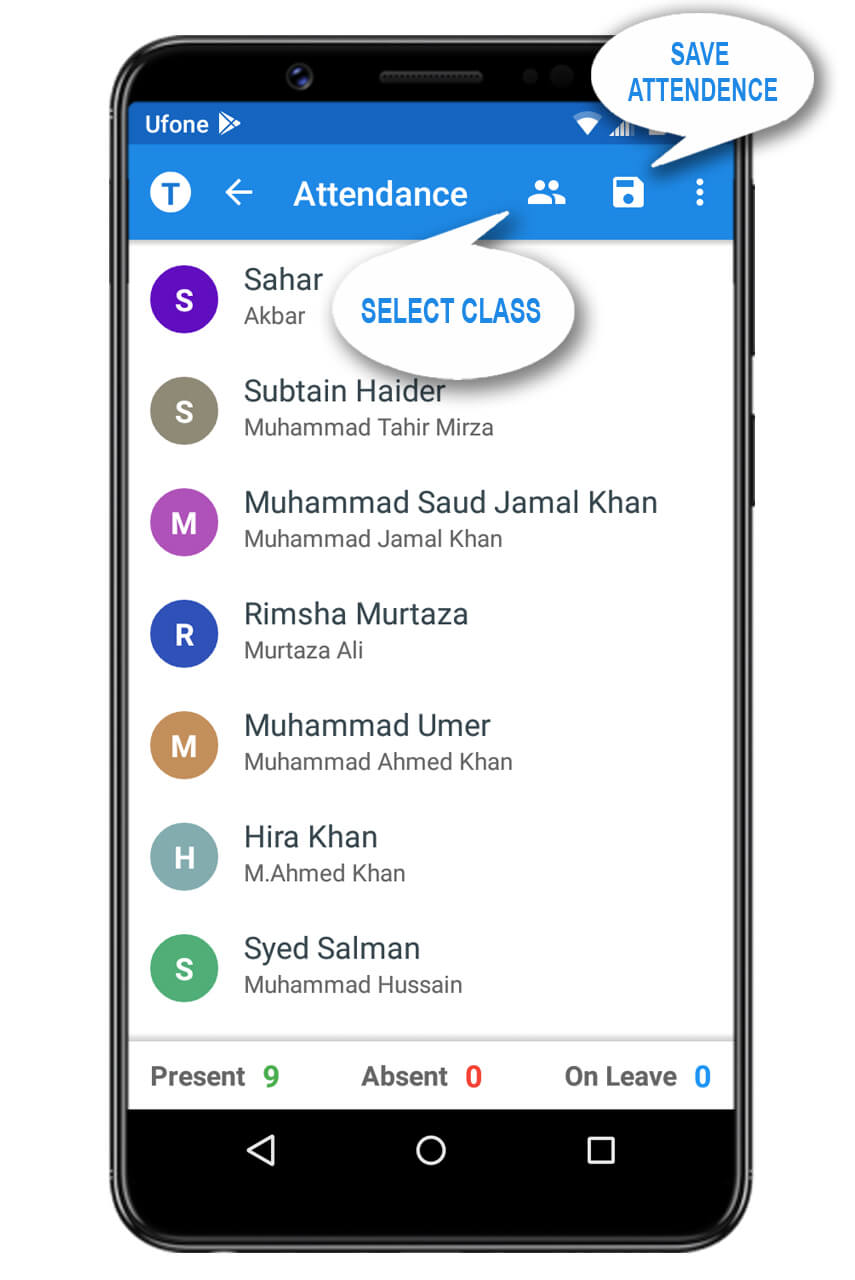 SAVE
ATTENDENCE
Ufone
T
Attendance
SELECT CLASS
S
Sahar
Akbar
S
Subtain Haider
Muhammad Tahir Mirza
M
Muhammad Saud Jamal Khan
Muhammad Jamal Khan
R
Rimsha Murtaza
Murtaza Ali
M
Muhammad Umer
Muhammad Ahmed Khan
H
Hira Khan
M.Ahmed Khan
S
Syed Salman
Muhammad Hussain
Present 9 Absent 0 On Leave 0